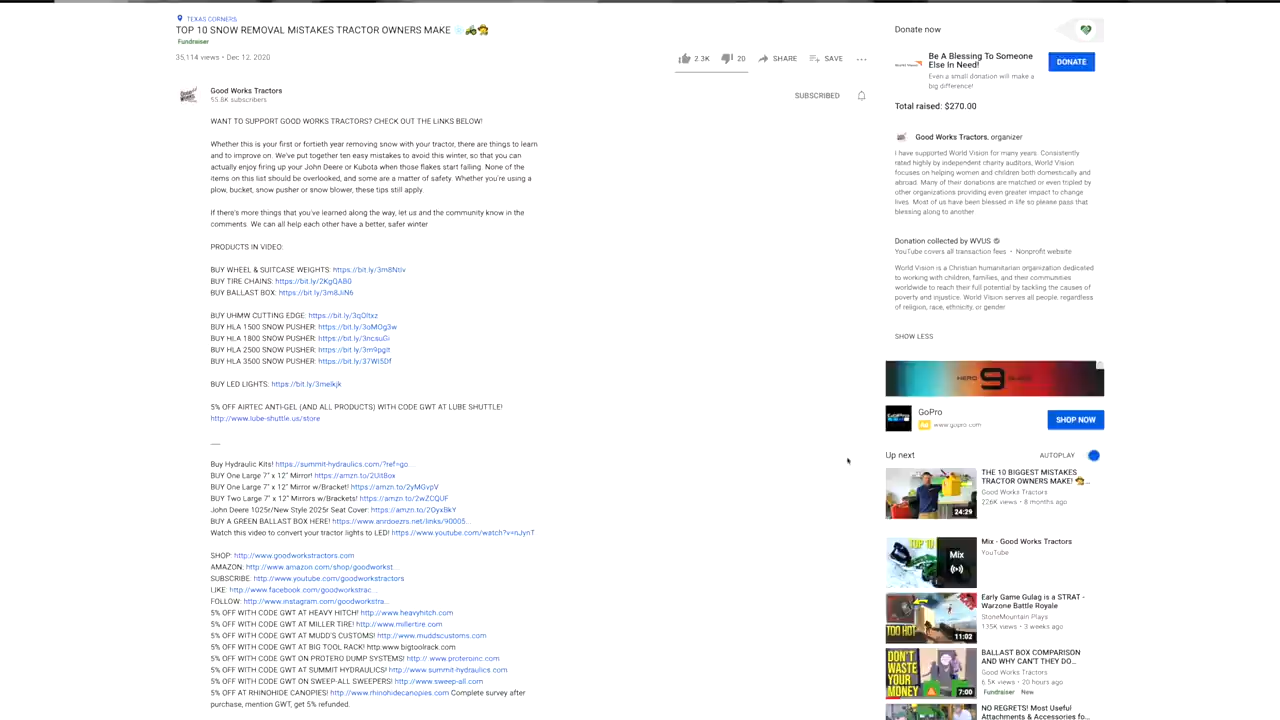 TEXAS CORNERS
TOP 10 SNOW REMOVAL MISTAKES TRACTOR OWNERS MAKE ❄️🚜👨‍🌾
Fundraiser
35,114 views • Dec 12, 2020
2.3K 20 SHARE SAVE ...
Good Works Tractors
55.8K subscribers
SUBSCRIBED
WANT TO SUPPORT GOOD WORKS TRACTORS? CHECK OUT THE LINKS BELOW!
Whether this is your first or fortieth year removing snow with your tractor, there are things to learn
and to improve on. We've put together ten easy mistakes to avoid this winter, so that you can
actually enjoy firing up your John Deere or Kubota when those flakes start falling. None of the
items on this list should be overlooked, and some are a matter of safety. Whether you're using a
plow, bucket, snow pusher or snow blower, these tips still apply.
If there's more things that you've learned along the way, let us and the community know in the
comments. We can all help each other have a better, safer winter
PRODUCTS IN VIDEO:
BUY WHEEL & SUITCASE WEIGHTS: https://bit.ly/3m8NtIv
BUY TIRE CHAINS: https://bit.ly/2KgQAB0
BUY BALLAST BOX: https://bit.ly/3m8JiN6
BUY UHMW CUTTING EDGE: https://bit.ly/3qOltxz
BUY HLA 1500 SNOW PUSHER: https://bit.ly/3oMOg3w
BUY HLA 1800 SNOW PUSHER: https://bit.ly/3ncsuGi
BUY HLA 2500 SNOW PUSHER: https://bit.ly/3m9pgit
BUY HLA 3500 SNOW PUSHER: https://bit.ly/37WI5Df
BUY LED LIGHTS: https://bit.ly/3melkjk
5% OFF AIRTEC ANTI-GEL (AND ALL PRODUCTS) WITH CODE GWT AT LUBE SHUTTLE!
http://www.lube-shuttle.us/store
___
Buy Hydraulic Kits! https://summit-hydraulics.com/?ref=go...
BUY One Large 7" x 12" Mirror! https://amzn.to/2Uit8ox
BUY One Large 7" x 12" Mirror w/Bracket! https://amzn.to/2yMGvpV
BUY Two Large 7" x 12" Mirrors w/Brackets! https://amzn.to/2wZCQUF
John Deere 1025r/New Style 2025r Seat Cover: https://amzn.to/2GyxBkY
BUY A GREEN BALLAST BOX HERE! https://www.anrdoezrs.net/links/90005...
Watch this video to convert your tractor lights to LED! https://www.youtube.com/watch?v=nJynT
SHOP: http://www.goodworkstractors.com
AMAZON: http://www.amazon.com/shop/goodworkst...
SUBSCRIBE: http://www.youtube.com/goodworkstractors
LIKE: http://www.facebook.com/goodworkstrac...
FOLLOW: http://www.instagram.com/goodworkstra...
5% OFF WITH CODE GWT AT HEAVY HITCH! http://www.heavyhitch.com
5% OFF WITH CODE GWT AT MILLER TIRE! http://www.millertire.com
5% OFF WITH CODE GWT AT MUDD'S CUSTOMS! http://www.muddscustoms.com
5% OFF WITH CODE GWT AT BIG TOOL RACK! http.www.bigtoolrack.com
5% OFF WITH CODE GWT ON PROTERO DUMP SYSTEMS! http:// www.proteroinc.com
5% OFF WITH CODE GWT AT SUMMIT HYDRAULICS! http://www.summit-hydraulics.com
5% OFF WITH CODE GWT ON SWEEP-ALL SWEEPERS! http://www.sweep-all.com
5% OFF AT RHINOHIDE CANOPIES! http://www.rhinohidecanopies.com Complete survey after
purchase, mention GWT, get 5% refunded.
Donate now
World Vision
Be A Blessing To Someone
Else In Need!
Even a small donation will make a
big difference!
DONATE
Total raised: $270.00
Good Works Tractors, organizer
I have supported World Vision for many years. Consistently
rated highly by independent charity auditors, World Vision
focuses on helping women and children both domestically and
abroad. Many of their donations are matched or even tripled by
other organizations providing even greater impact to change
lives. Most of us have been blessed in life so please pass that
blessing along to another
Donation collected by WVUS
YouTube covers all transaction fees • Nonprofit website
World Vision is a Christian humanitarian organization dedicated
to working with children, families, and their communities
worldwide to reach their full potential by tackling the causes of
poverty and injustice. World Vision serves all people, regardless
of religion, race, ethnicity, or gender
SHOW LESS
HERO 9 BLACK
GoPro
Ad www.gopro.com
SHOP NOW
Up next
AUTOPLAY
24:29
THE 10 BIGGEST MISTAKES
TRACTOR OWNERS MAKE! 👨‍🌾...
Good Works Tractors
226K views • 8 months ago
TOP 10
Mix
Mix - Good Works Tractors
YouTube
TOO HOT
11:02
Early Game Gulag is a STRAT -
Warzone Battle Royale
StoneMountain Plays
135K views • 3 weeks ago
DON'T
WASTE
YOUR
MONEY
7:00
BALLAST BOX COMPARISON
AND WHY CAN'T THEY DO...
Good Works Tractors
6.5K views • 20 hours ago
Fundraiser New
NO REGRETS! Most Useful
Attachments & Accessories fo...